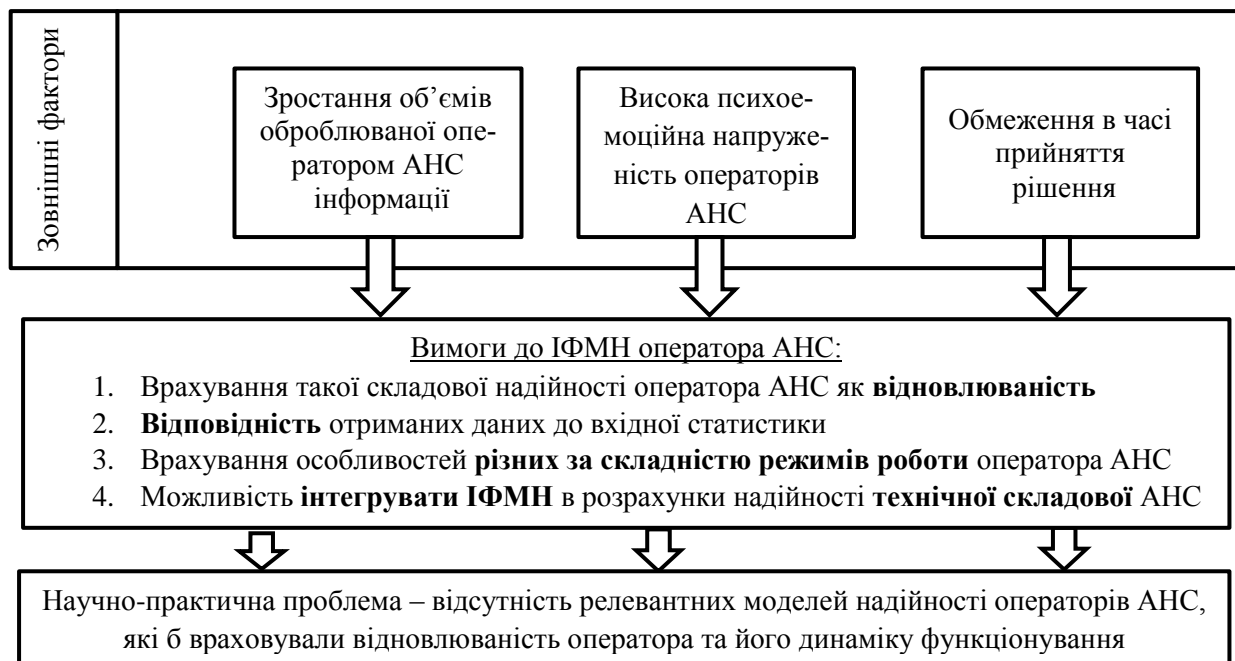 Зовнішні фактори
Зростання об’ємів
оброблюваної опе-
ратором АНС
інформації
Висока психое-
моційна напруже-
ність операторів
АНС
Обмеження в часі
прийняття
рішення
Вимоги до ІФМН оператора АНС:
1. Врахування такої складової надійності оператора АНС як відновлюваність
2. Відповідність отриманих даних до вхідної статистики
3. Врахування особливостей різних за складністю режимів роботи оператора АНС
4. Можливість інтегрувати ІФМН в розрахунки надійності технічної складової АНС
Научно-практична проблема – відсутність релевантних моделей надійності операторів АНС,
які б враховували відновлюваність оператора та його динаміку функціонування